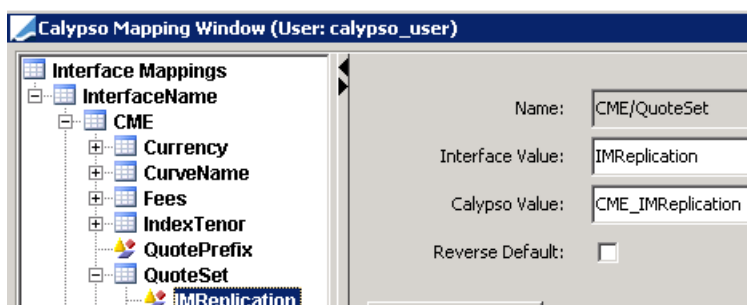 Calypso Mapping Window (User: calypso_user)
Interface Mappings
InterfaceName
CME
Currency
CurveName
Fees
IndexTenor
QuotePrefix
QuoteSet
IMReplication
Name: CME/QuoteSet
Interface Value: IMReplication
Calypso Value: CME_IMReplication
Reverse Default: